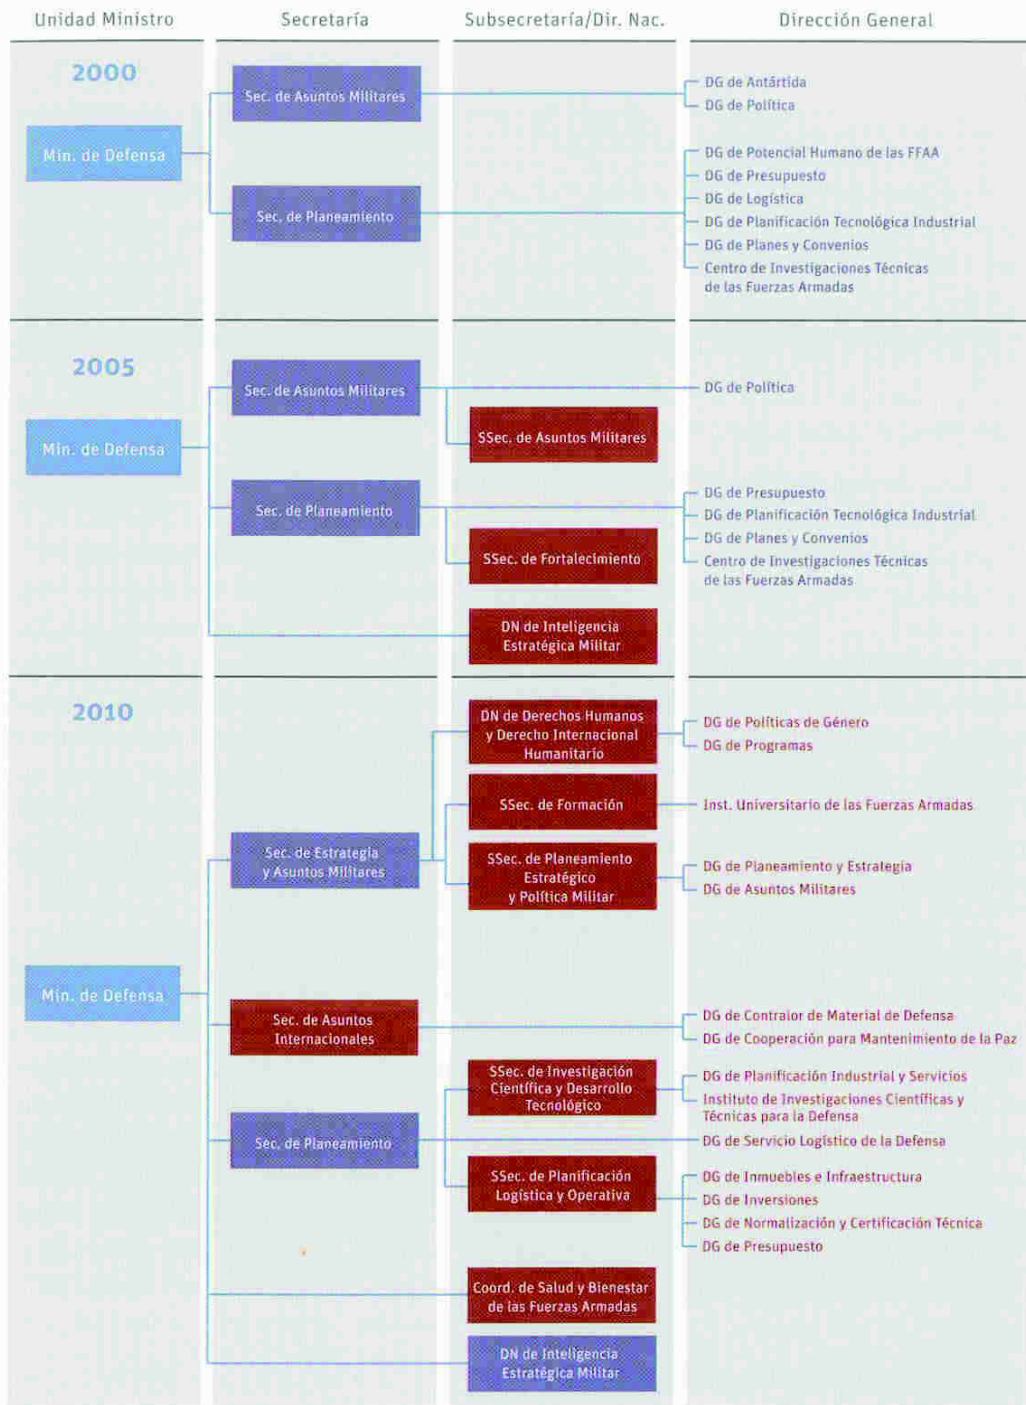 Unidad Ministro
Secretaría
Subsecretaría/Dir. Nac.
Dirección General
2000
Min. de Defensa
Sec. de Asuntos Militares
DG de Antártida
DG de Política
Sec. de Planeamiento
DG de Potencial Humano de las FFAA
DG de Presupuesto
DG de Logística
DG de Planificación Tecnológica Industrial
DG de Planes y Convenios
Centro de Investigaciones Técnicas
de las Fuerzas Armadas
2005
Min. de Defensa
Sec. de Asuntos Militares
DG de Política
SSec. de Asuntos Militares
Sec. de Planeamiento
DG de Presupuesto
DG de Planificación Tecnológica Industrial
DG de Planes y Convenios
Centro de Investigaciones Técnicas
de las Fuerzas Armadas
SSec. de Fortalecimiento
DN de Inteligencia
Estratégica Militar
2010
Min. de Defensa
Sec. de Estrategia
y Asuntos Militares
DN de Derechos Humanos
y Derecho Internacional
Humanitario
DG de Políticas de Género
DG de Programas
SSec. de Formación
Inst. Universitario de las Fuerzas Armadas
SSec. de Planeamiento
Estratégico
y Política Militar
DG de Planeamiento y Estrategia
DG de Asuntos Militares
Sec. de Asuntos
Internacionales
DG de Contralor de Material de Defensa
DG de Cooperación para Mantenimiento de la Paz
Sec. de Planeamiento
SSec. de Investigación
Científica y Desarrollo
Tecnológico
DG de Planificación Industrial y Servicios
Instituto de Investigaciones Científicas y
Técnicas para la Defensa
DG de Servicio Logístico de la Defensa
SSec. de Planificación
Logística y Operativa
DG de Inmuebles e Infraestructura
DG de Inversiones
DG de Normalización y Certificación Técnica
DG de Presupuesto
Coord. de Salud y Bienestar
de las Fuerzas Armadas
DN de Inteligencia
Estratégica Militar